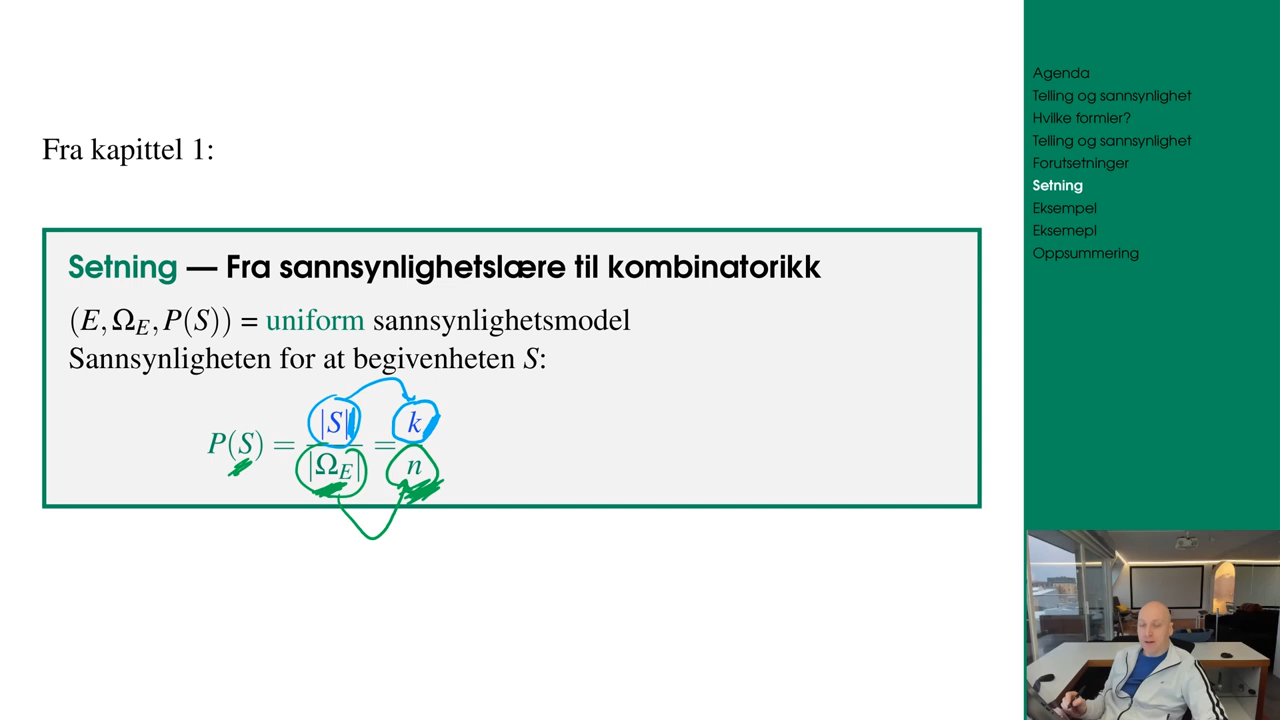 Fra kapittel 1:
Setning — Fra sannsynlighetslære til kombinatorikk
(E, Ω_E, P(S)) = uniform sannsynlighetsmodel
Sannsynligheten for at begivenheten S:
P(S) = |S| / |Ω_E| = k / n
Agenda
Telling og sannsynlighet
Hvilke formler?
Telling og sannsynlighet
Forutsetninger
Setning
Eksempel
Eksemepl
Oppsummering